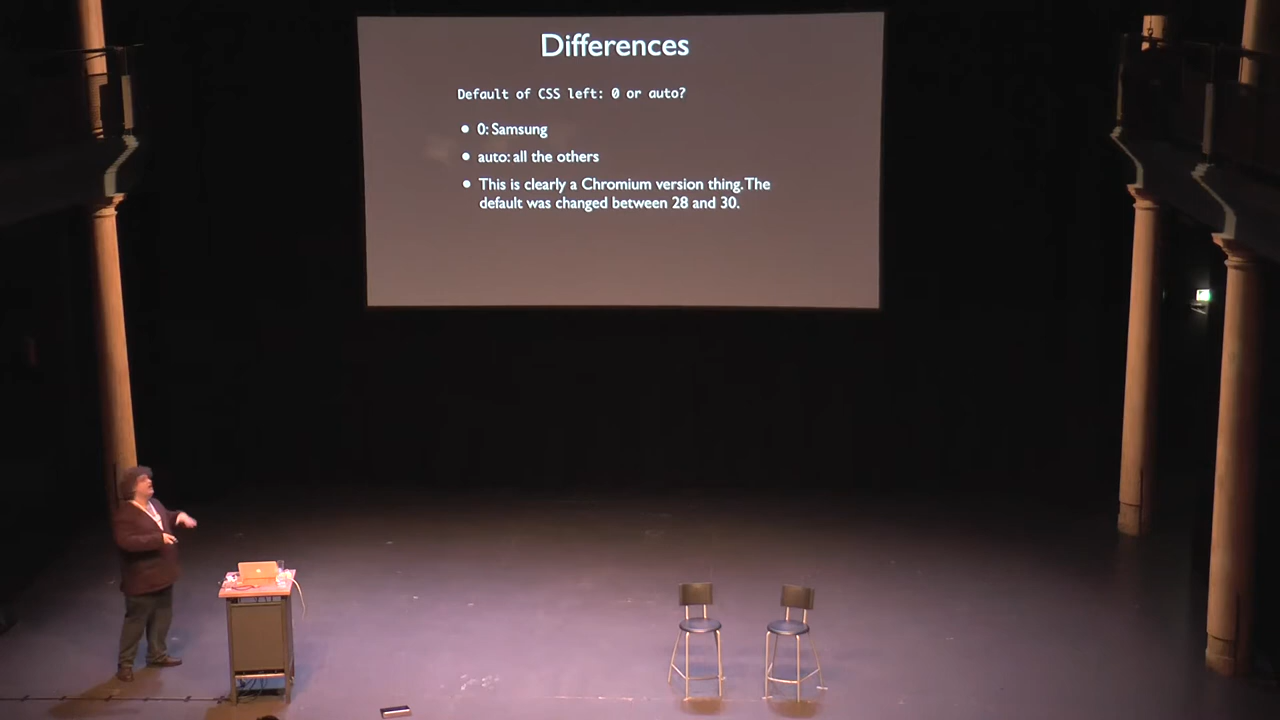 Differences
Default of CSS left: 0 or auto?
• 0: Samsung
• auto: all the others
• This is clearly a Chromium version thing. The
default was changed between 28 and 30.